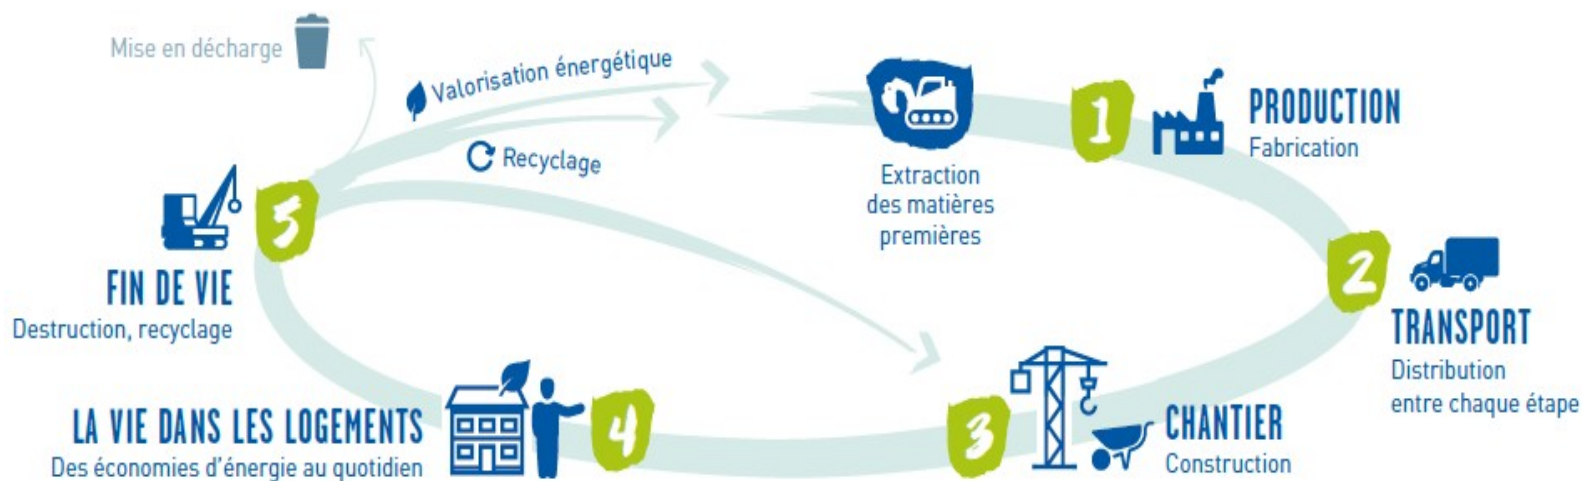 Mise en décharge
Valorisation énergétique
Recyclage
Extraction
des matières
premières
1
PRODUCTION
Fabrication
2
TRANSPORT
Distribution
entre chaque étape
3
CHANTIER
Construction
4
LA VIE DANS LES LOGEMENTS
Des économies d'énergie au quotidien
5
FIN DE VIE
Destruction, recyclage